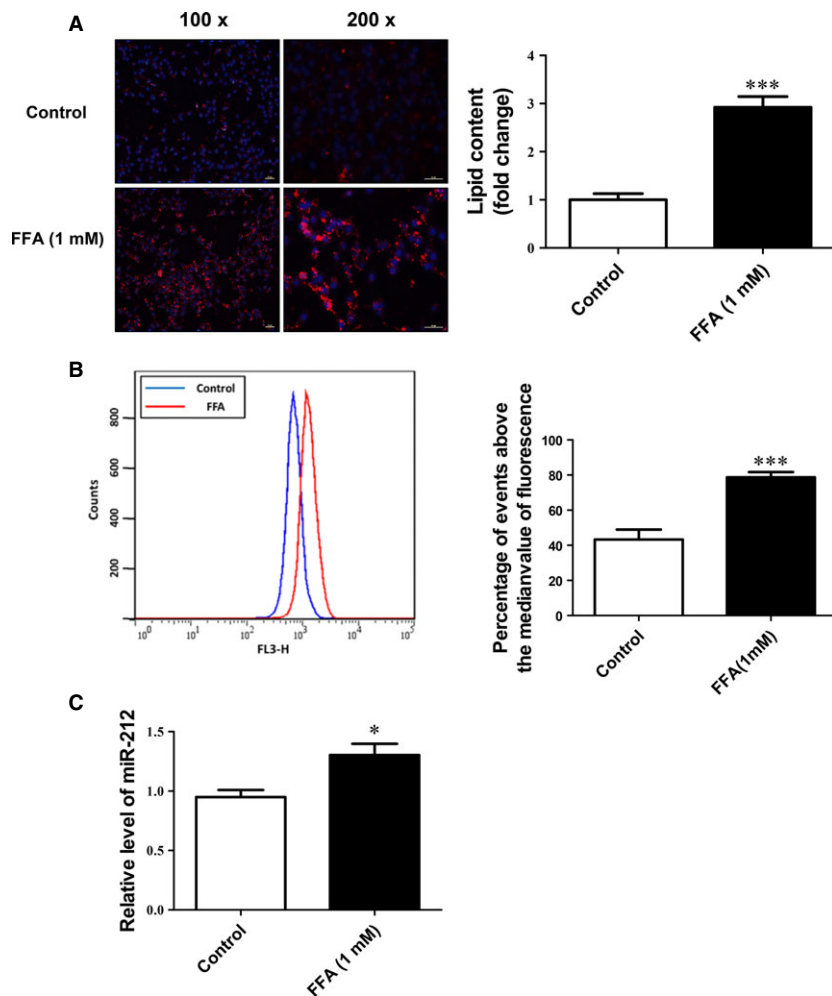 A
100 x
200 x
Control
FFA (1 mM)
Lipid content
(fold change)
4
3
2
1
0
***
Control
FFA (1 mM)
B
Control
FFA
Counts
800
600
400
200
10^0
10^1
10^2
10^3
10^4
10^5
FL3-H
Percentage of events above
the medianvalue of fluorescence
100
80
60
40
20
0
***
Control
FFA(1mM)
C
Relative level of miR-212
1.5
1.0
0.5
0.0
*
Control
FFA (1 mM)